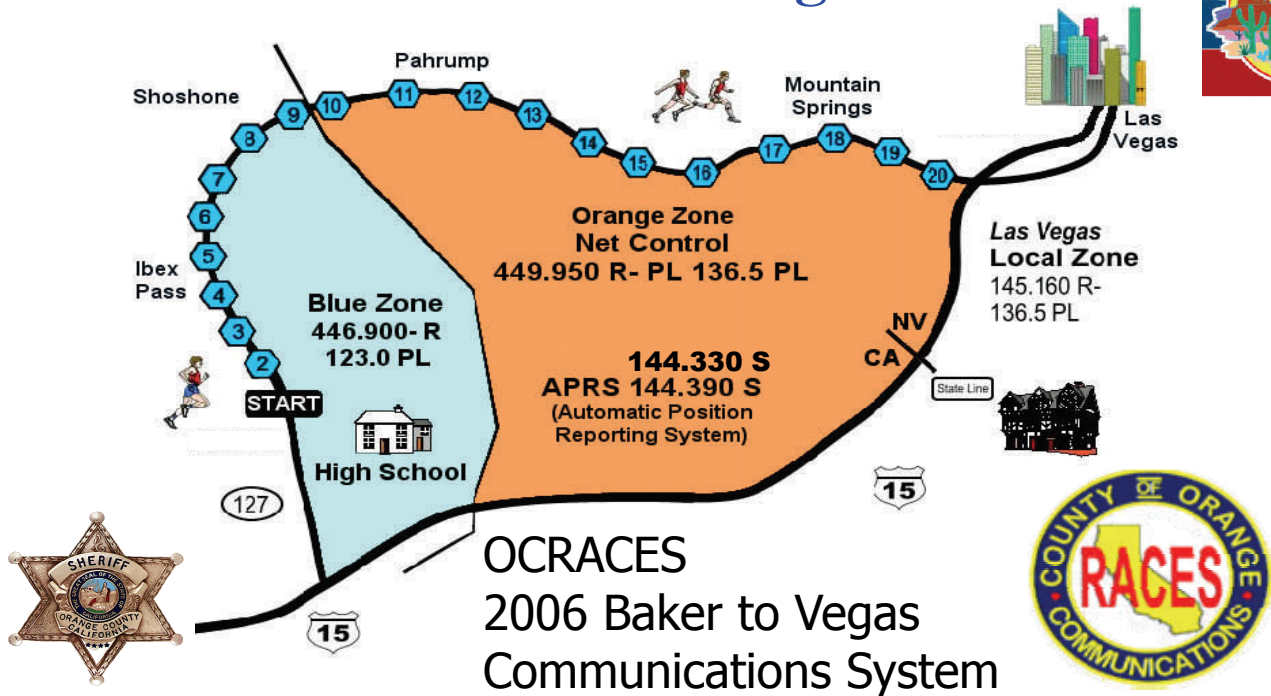 Pahrump
Shoshone
Mountain
Springs
Las
Vegas
9
10
11
12
13
14
15
16
17
18
19
20
8
7
6
5
4
3
2
Ibex
Pass
START
Orange Zone
Net Control
449.950 R- PL 136.5 PL
Blue Zone
446.900- R
123.0 PL
Las Vegas
Local Zone
145.160 R-
136.5 PL
NV
CA
State Line
144.330 S
APRS 144.390 S
(Automatic Position
Reporting System)
High School
127
15
15
SHERIFF
ORANGE COUNTY
CALIFORNIA
OCRACES
2006 Baker to Vegas
Communications System
COUNTY OF ORANGE
RACES
COMMUNICATIONS